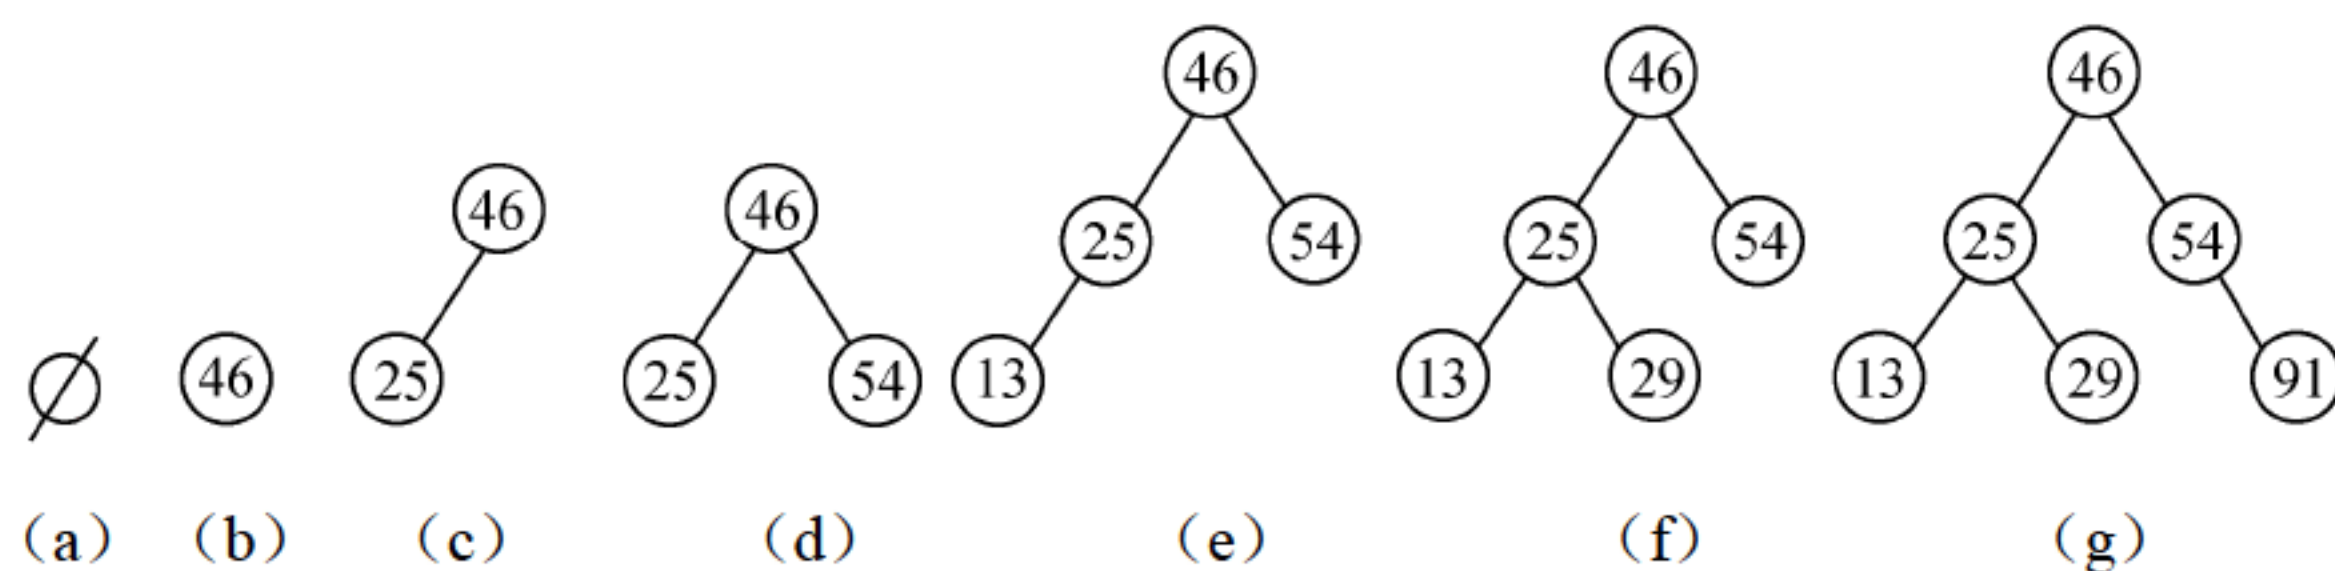 46 46 46
46 46
25 54 25 54 25 54
∅ 46 25 25 54 13 13 29 13 29 91
（a） （b） （c） （d） （e） （f） （g）